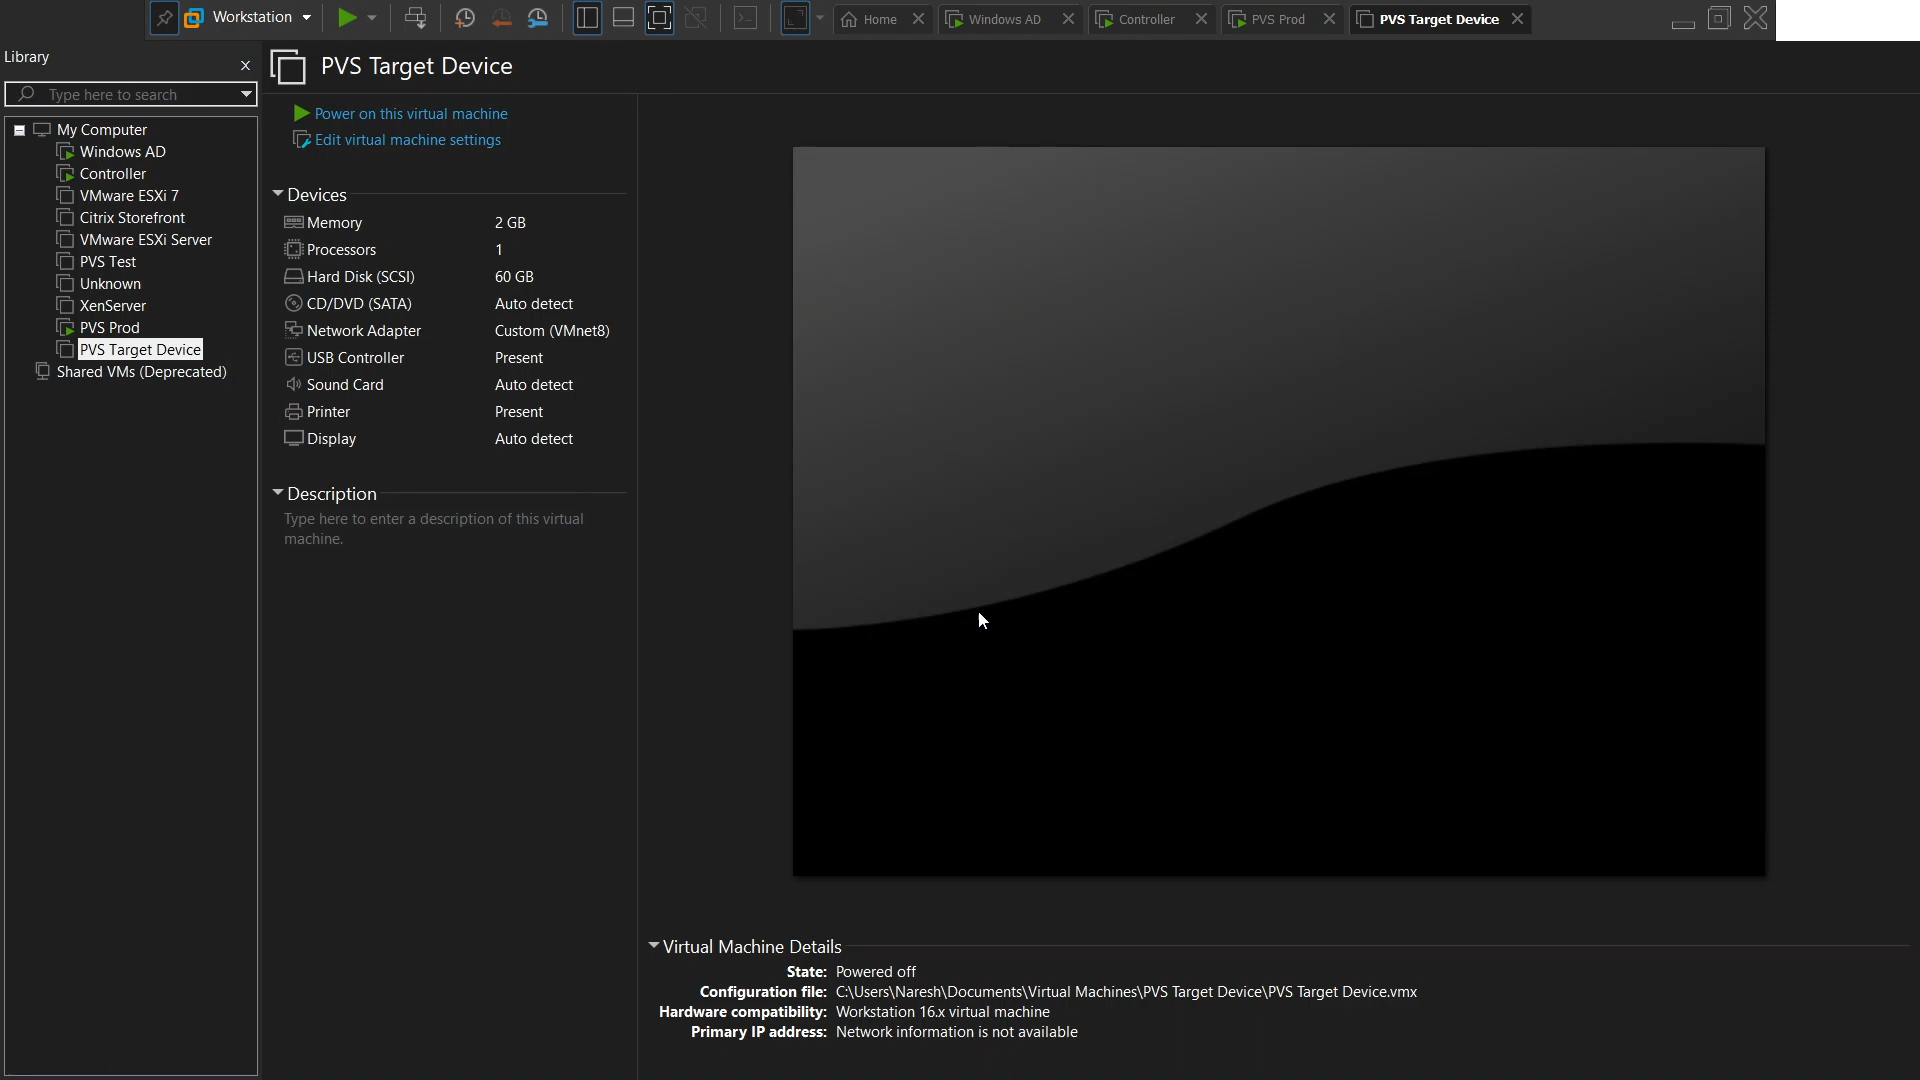 Workstation
Home
Windows AD
Controller
PVS Prod
PVS Target Device
Library
Type here to search
My Computer
Windows AD
Controller
VMware ESXi 7
Citrix Storefront
VMware ESXi Server
PVS Test
Unknown
XenServer
PVS Prod
PVS Target Device
Shared VMs (Deprecated)
PVS Target Device
Power on this virtual machine
Edit virtual machine settings
Devices
Memory 2 GB
Processors 1
Hard Disk (SCSI) 60 GB
CD/DVD (SATA) Auto detect
Network Adapter Custom (VMnet8)
USB Controller Present
Sound Card Auto detect
Printer Present
Display Auto detect
Description
Type here to enter a description of this virtual
machine.
Virtual Machine Details
State: Powered off
Configuration file: C:\Users\Naresh\Documents\Virtual Machines\PVS Target Device\PVS Target Device.vmx
Hardware compatibility: Workstation 16.x virtual machine
Primary IP address: Network information is not available